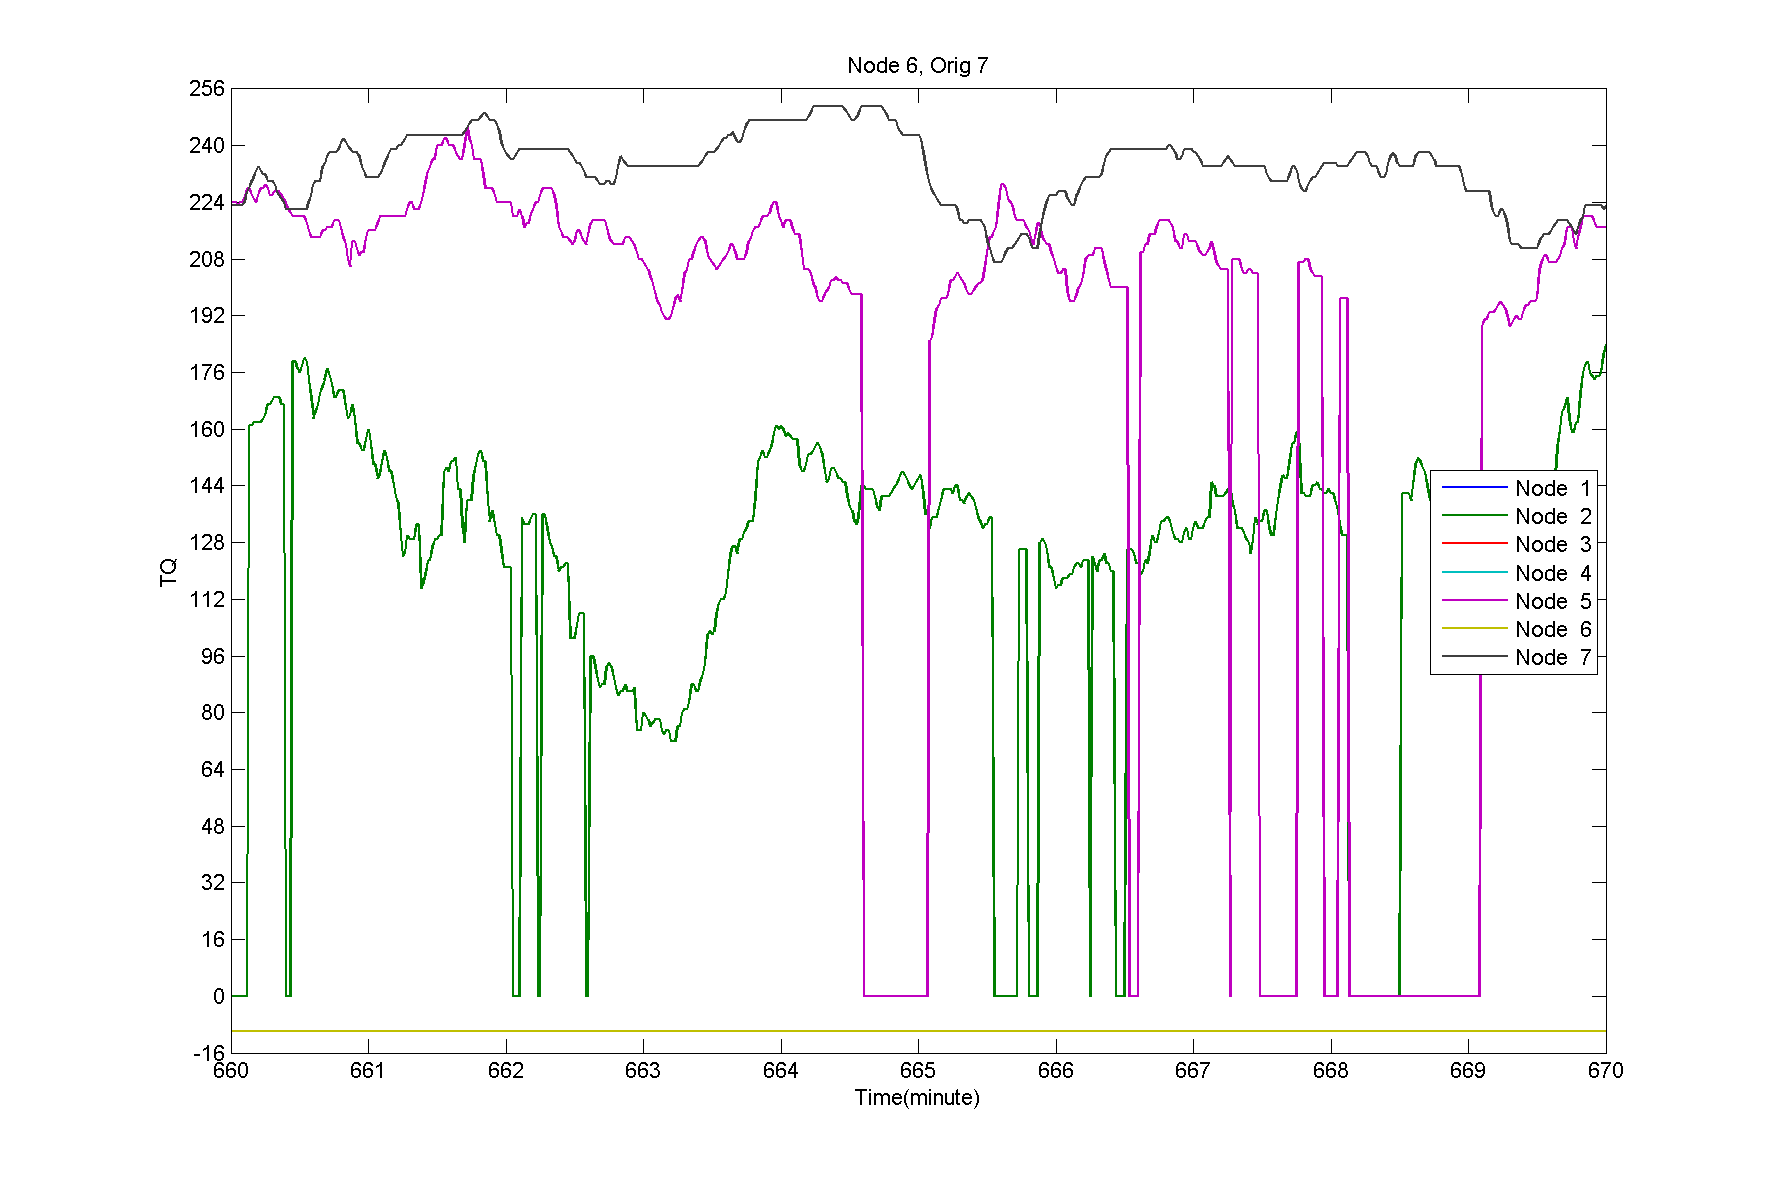 Node 6, Orig 7
256
240
224
208
192
176
160
144
128
112
96
80
64
48
32
16
0
-16
TQ
Node 1
Node 2
Node 3
Node 4
Node 5
Node 6
Node 7
660 661 662 663 664 665 666 667 668 669 670
Time(minute)